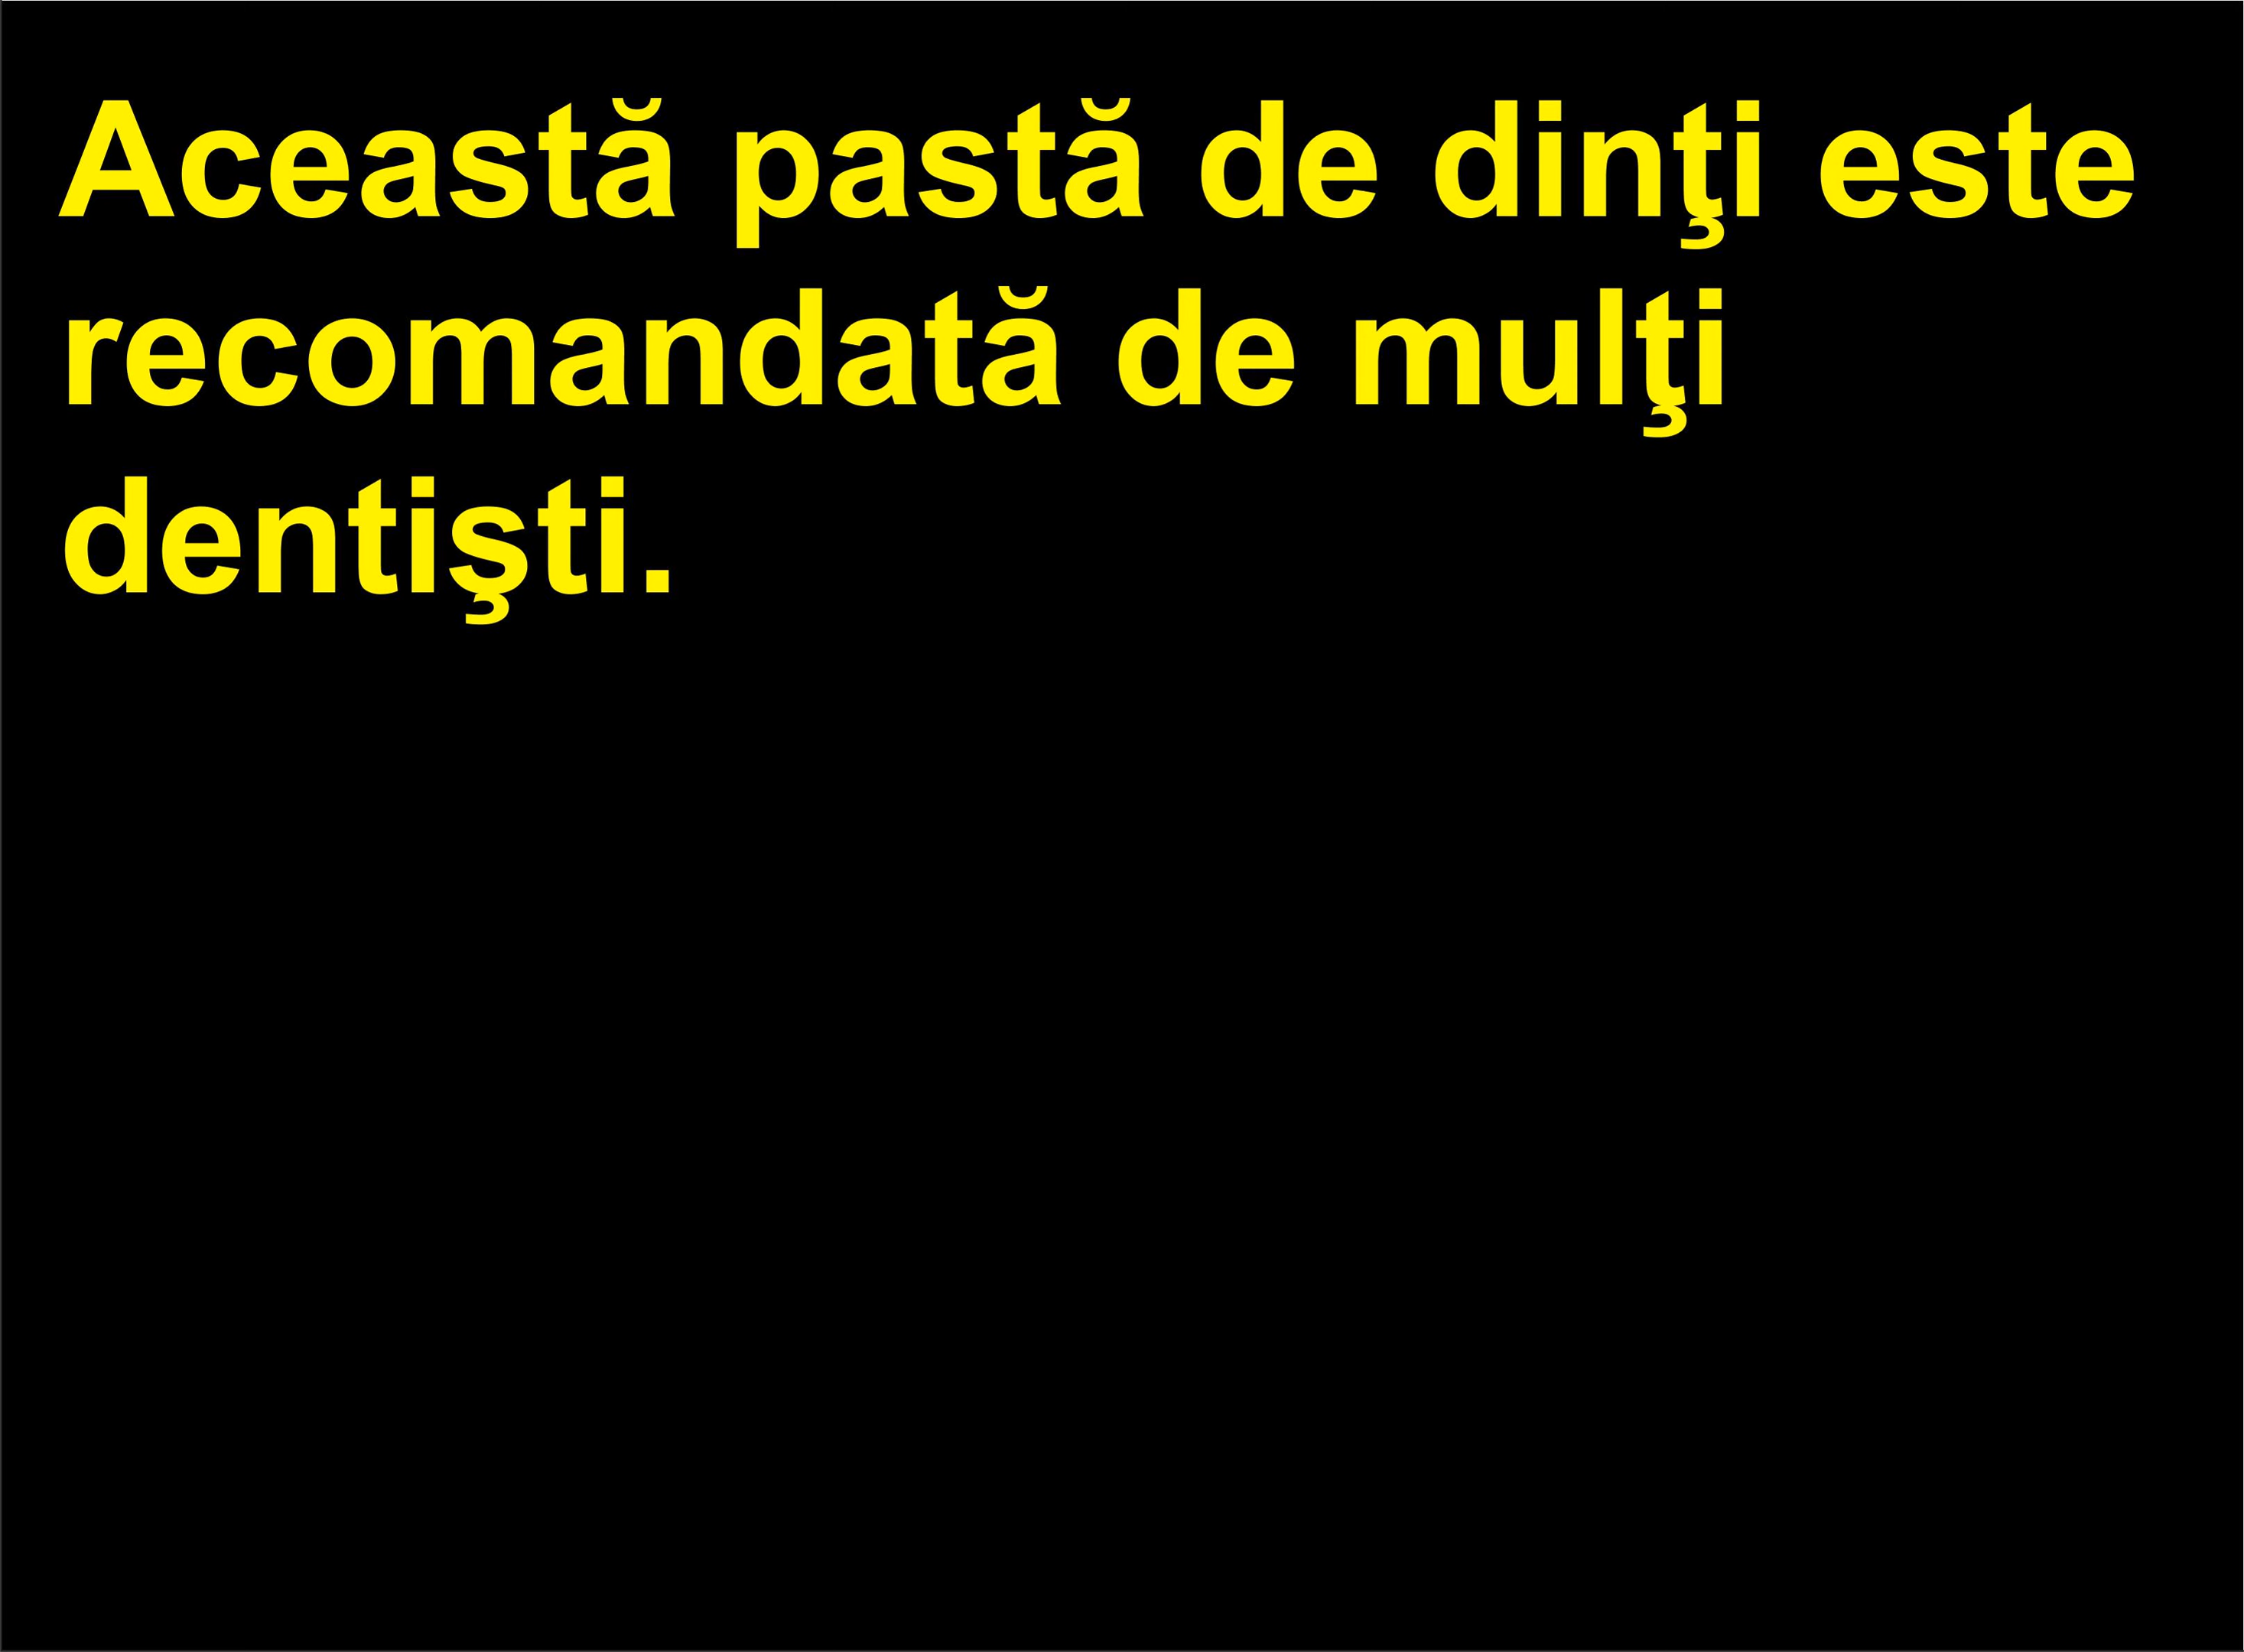 Această pastă de dinţi este
recomandată de mulţi
dentişti.